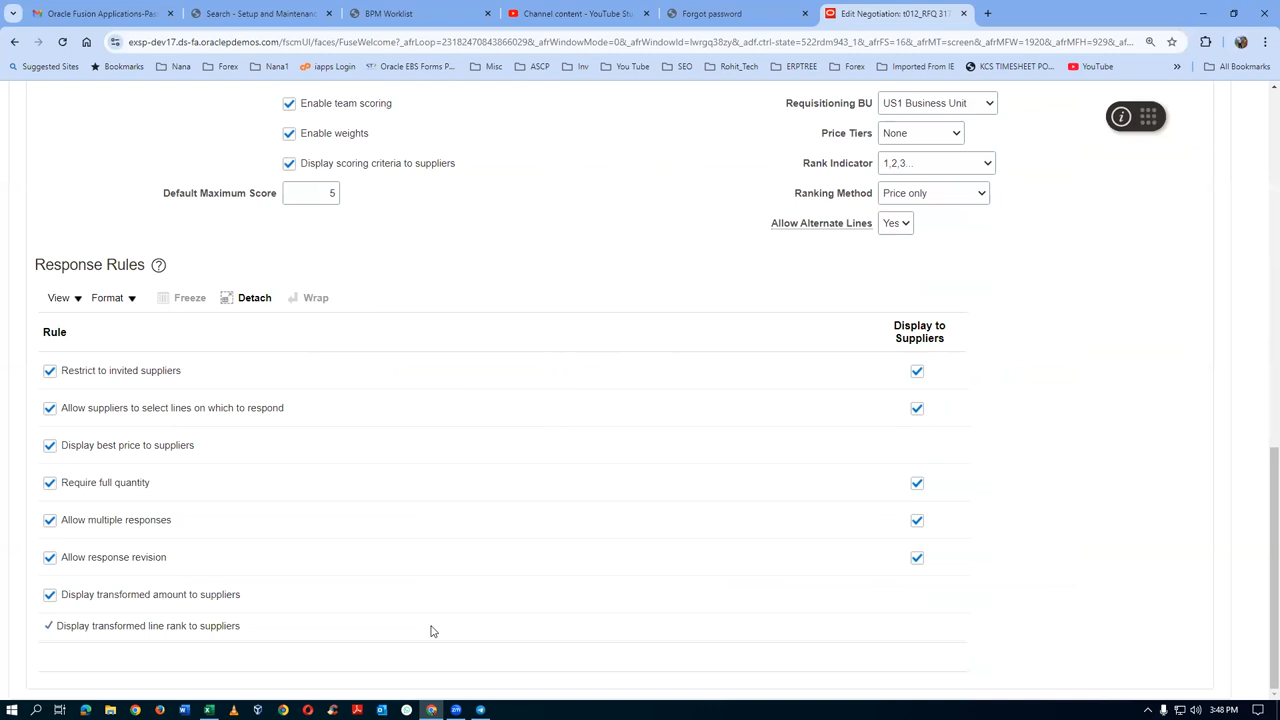 Oracle Fusion Applications-Pas
Search - Setup and Maintenanc
BPM Worklist
Channel content - YouTube Stu
Forgot password
Edit Negotiation: t012_RFQ 317
exsp-dev17.ds-fa.oraclepdemos.com/fscmUI/faces/FuseWelcome?_afrLoop=23182470843866029&_afrWindowMode=0&_afrWindowId=lwrgq38zy&_adf.ctrl-state=522rdm943_1&_afrFS=16&_afrMT=screen&_afrMFW=1920&_afrMFH=929&_af...
Suggested Sites
Bookmarks
Nana
Forex
Nana1
iapps Login
Oracle EBS Forms P...
Misc
ASCP
Inv
You Tube
SEO
Rohit_Tech
ERPTREE
Forex
Imported From IE
KCS TIMESHEET PO...
YouTube
All Bookmarks
Enable team scoring
Requisitioning BU US1 Business Unit
Enable weights
Price Tiers None
Display scoring criteria to suppliers
Rank Indicator 1,2,3...
Default Maximum Score 5
Ranking Method Price only
Allow Alternate Lines Yes
Response Rules
View Format Freeze Detach Wrap
Rule
Display to
Suppliers
Restrict to invited suppliers
Allow suppliers to select lines on which to respond
Display best price to suppliers
Require full quantity
Allow multiple responses
Allow response revision
Display transformed amount to suppliers
Display transformed line rank to suppliers
3:48 PM